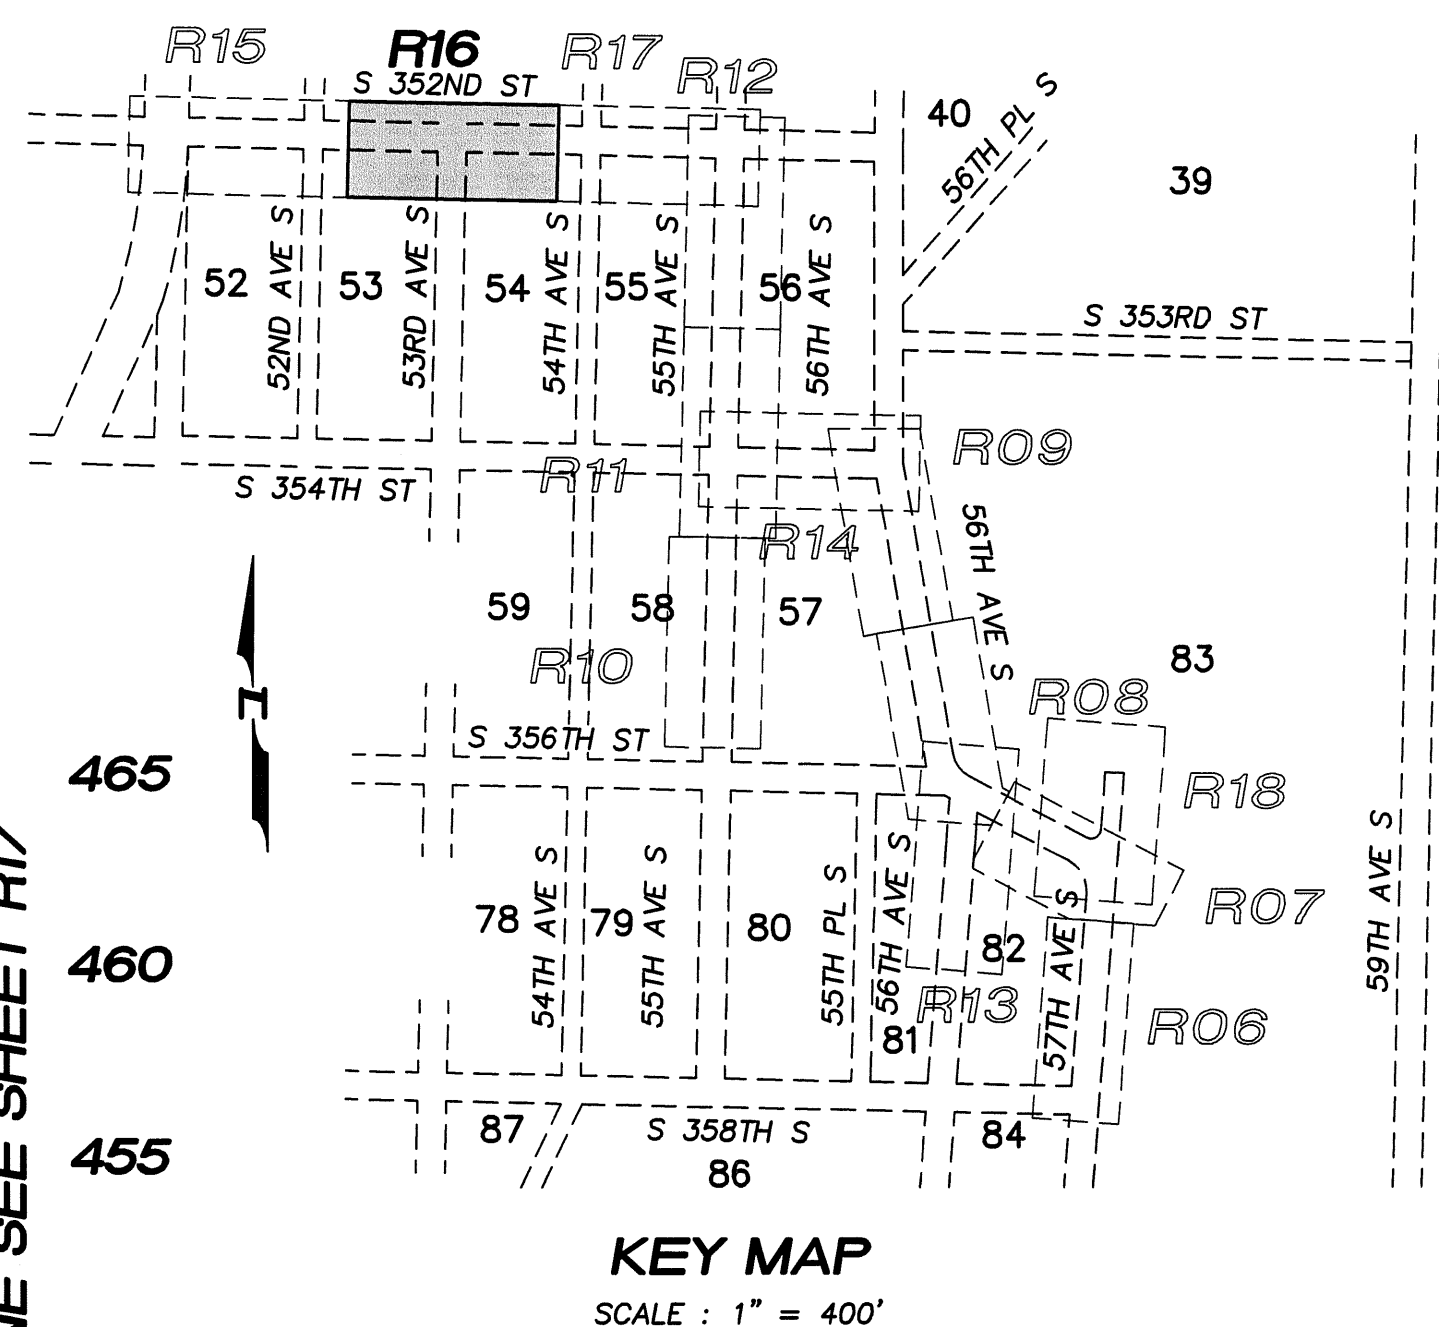 R15
R16
R17
R12
S 352ND ST
40
56TH PL S
39
52
52ND AVE S
53
53RD AVE S
54
54TH AVE S
55
55TH AVE S
56
56TH AVE S
S 353RD ST
R09
S 354TH ST
R11
R14
56TH AVE S
59
58
57
R10
83
R08
S 356TH ST
465
R18
78
54TH AVE S
79
55TH AVE S
80
55TH PL S
56TH AVE S
R07
59TH AVE S
82
57TH AVE S
460
R13
81
R06
87
S 358TH S
84
455
86
SEE SHEET R17
KEY MAP
SCALE : 1" = 400'